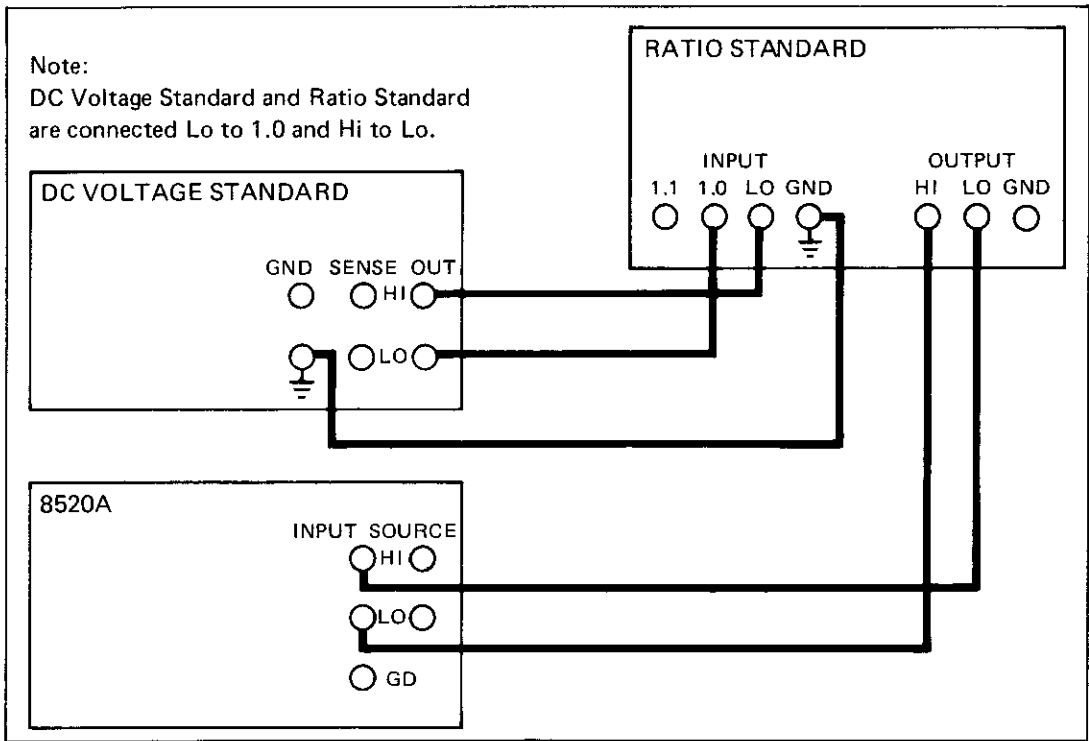 RATIO STANDARD
Note:
DC Voltage Standard and Ratio Standard
are connected Lo to 1.0 and Hi to Lo.
INPUT OUTPUT
1.1 1.0 LO GND HI LO GND
DC VOLTAGE STANDARD
GND SENSE OUT
HI
LO
8520A
INPUT SOURCE
HI
LO
GD